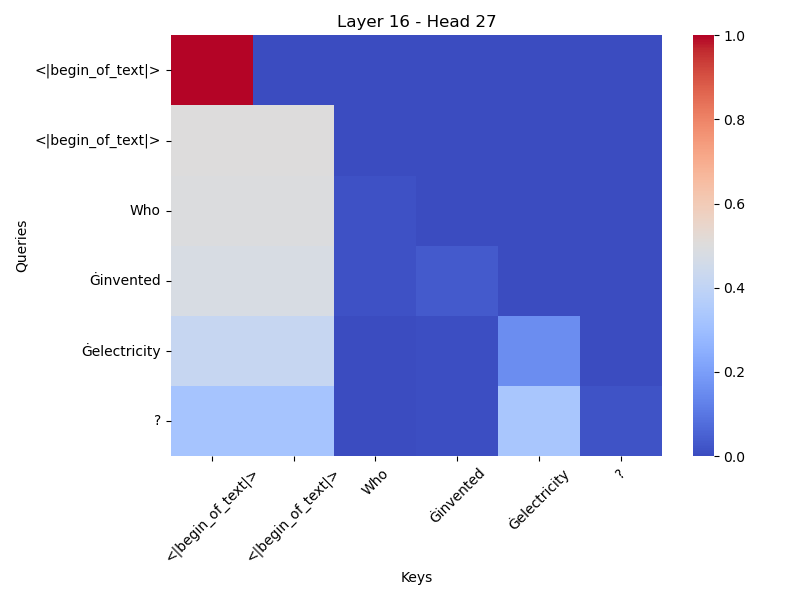 Layer 16 - Head 27
<|begin_of_text|>
<|begin_of_text|>
Who
Ġinvented
Ġelectricity
?
Queries
<|begin_of_text|>
<|begin_of_text|>
Who
Ġinvented
Ġelectricity
?
Keys
1.0
0.8
0.6
0.4
0.2
0.0